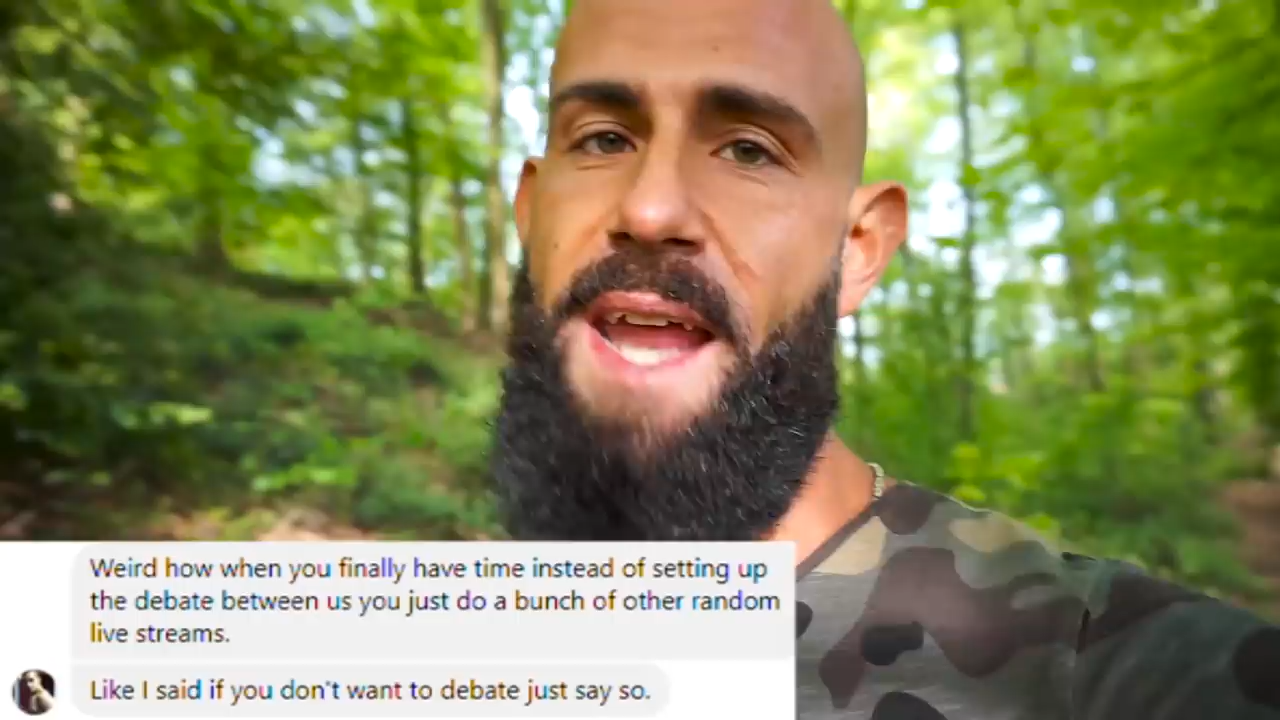 Weird how when you finally have time instead of setting up
the debate between us you just do a bunch of other random
live streams.
Like I said if you don't want to debate just say so.